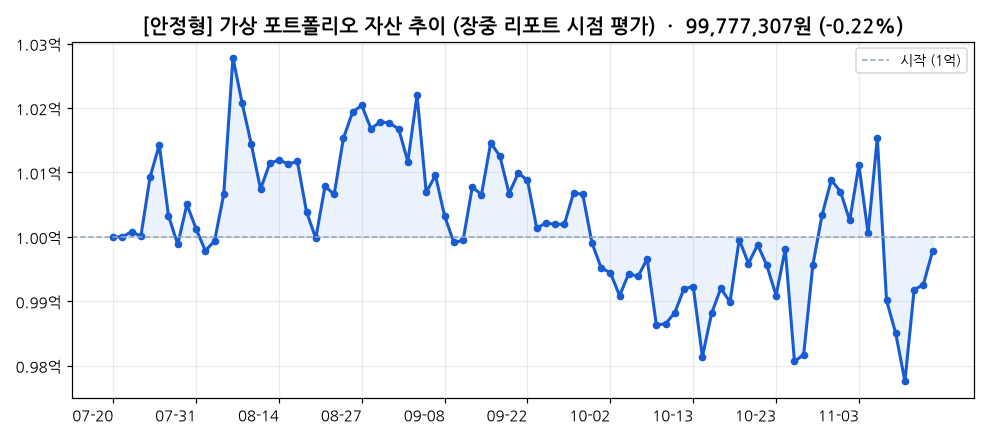 [안정형] 가상 포트폴리오 자산 추이 (장중 리포트 시점 평가) · 99,777,307원 (-0.22%)
시작 (1억)
1.03억
1.02억
1.01억
1.00억
0.99억
0.98억
07-20 07-31 08-14 08-27 09-08 09-22 10-02 10-13 10-23 11-03